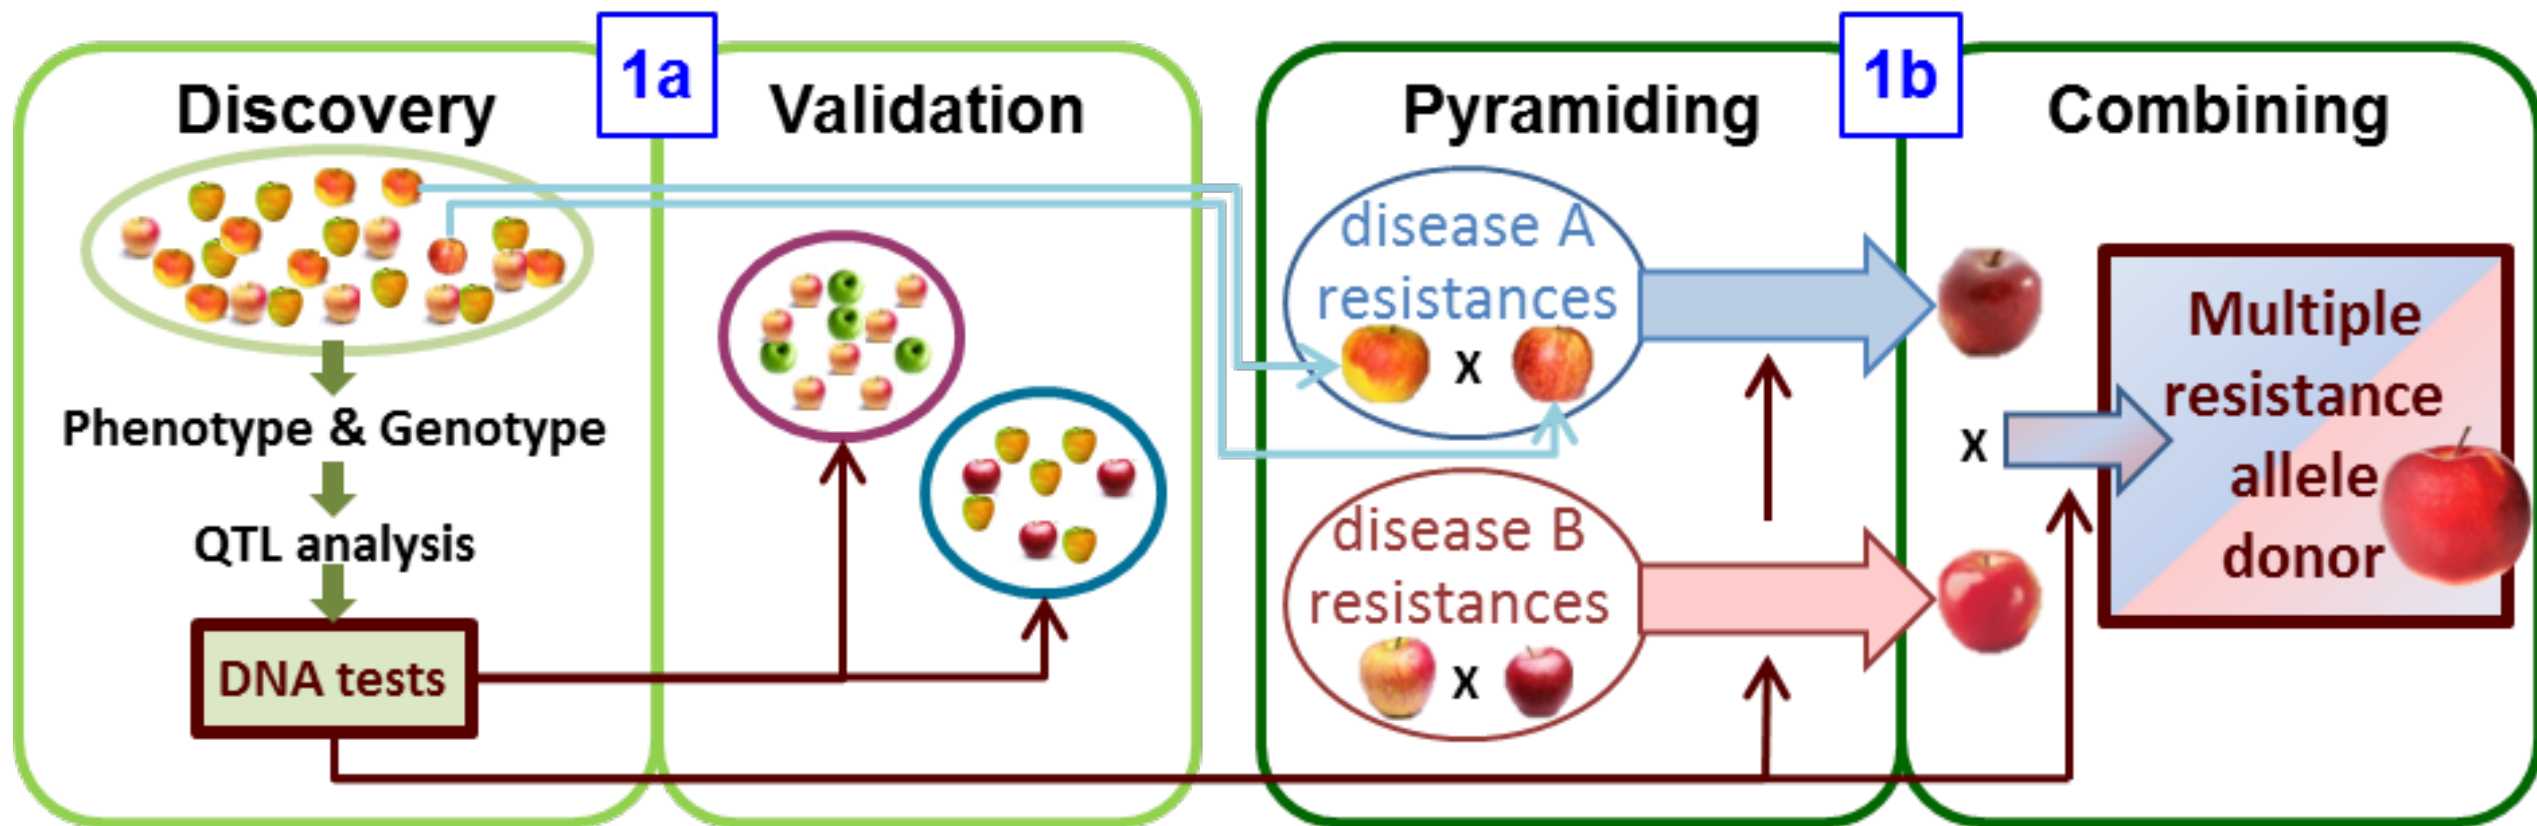 1a
1b
Discovery
Validation
Pyramiding
Combining
Phenotype & Genotype
QTL analysis
DNA tests
disease A
resistances
x
disease B
resistances
x
x
Multiple
resistance
allele
donor